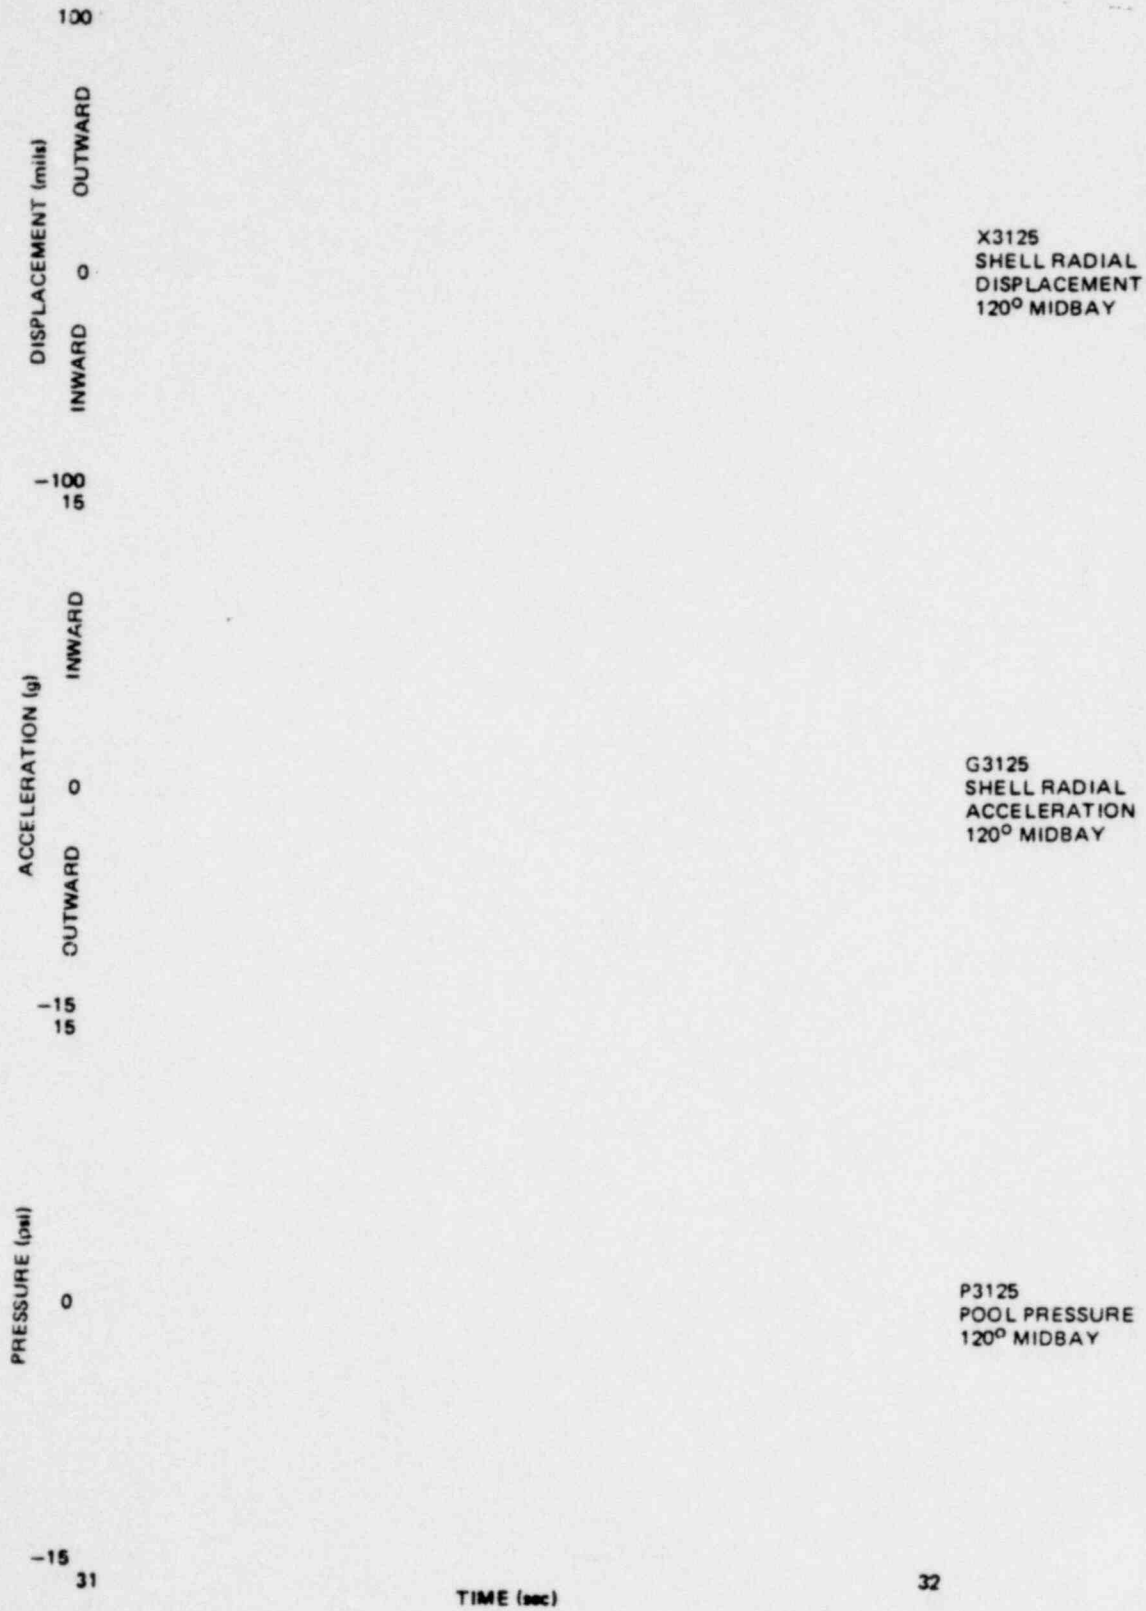 100
DISPLACEMENT (mils)
OUTWARD
0
INWARD
-100
X3125
SHELL RADIAL
DISPLACEMENT
120° MIDBAY
15
ACCELERATION (g)
INWARD
0
OUTWARD
-15
G3125
SHELL RADIAL
ACCELERATION
120° MIDBAY
15
PRESSURE (psi)
0
-15
P3125
POOL PRESSURE
120° MIDBAY
31
32
TIME (sec)